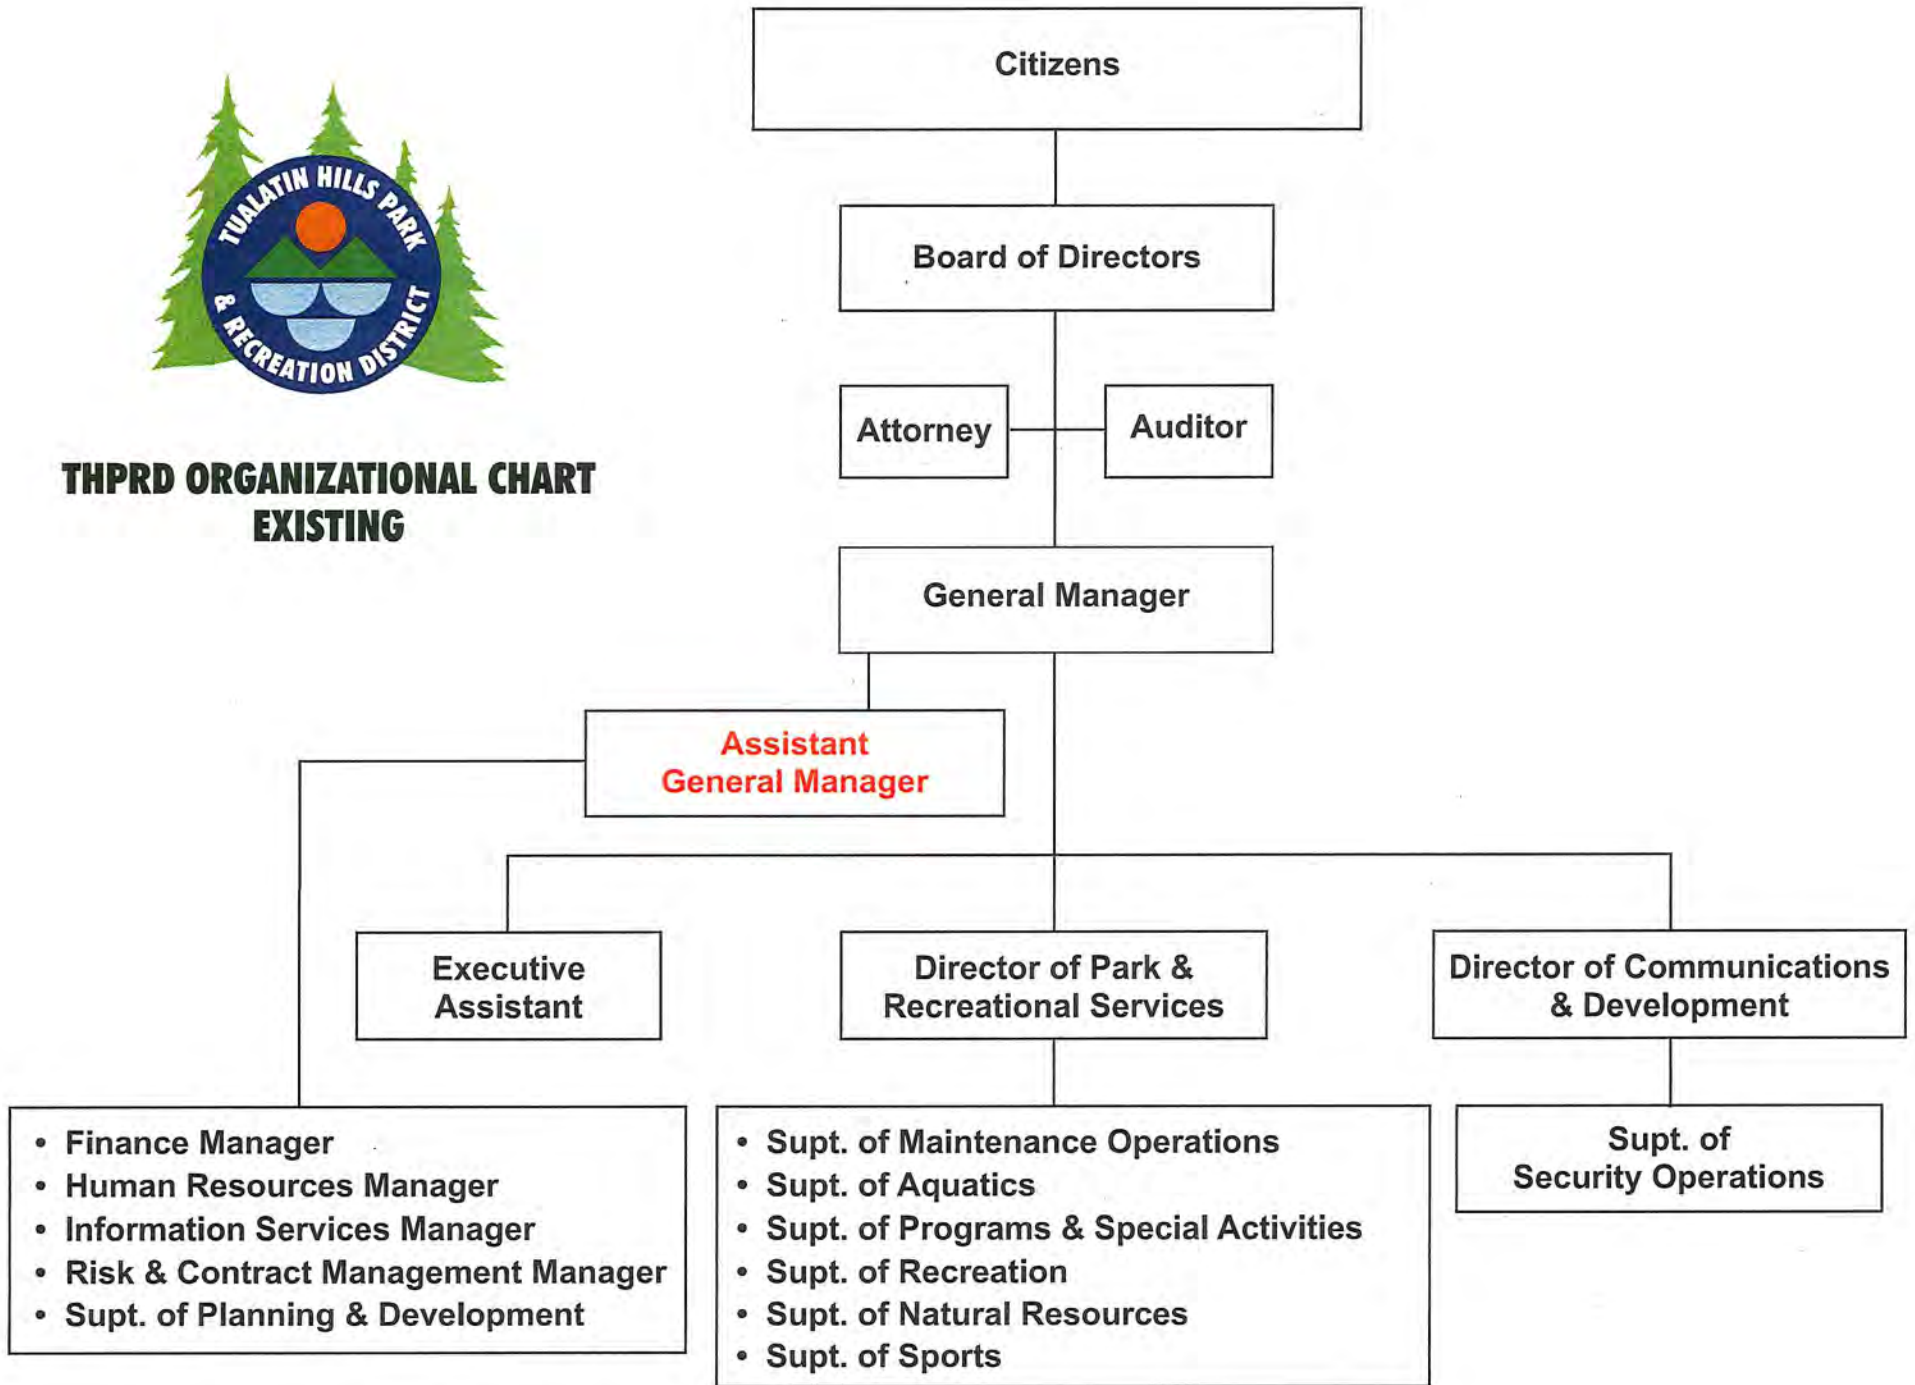 Citizens
TUALATIN HILLS PARK
& RECREATION DISTRICT
THPRD ORGANIZATIONAL CHART
EXISTING
Board of Directors
Attorney
Auditor
General Manager
Assistant
General Manager
Executive
Assistant
Director of Park &
Recreational Services
Director of Communications
& Development
• Finance Manager
• Human Resources Manager
• Information Services Manager
• Risk & Contract Management Manager
• Supt. of Planning & Development
• Supt. of Maintenance Operations
• Supt. of Aquatics
• Supt. of Programs & Special Activities
• Supt. of Recreation
• Supt. of Natural Resources
• Supt. of Sports
Supt. of
Security Operations